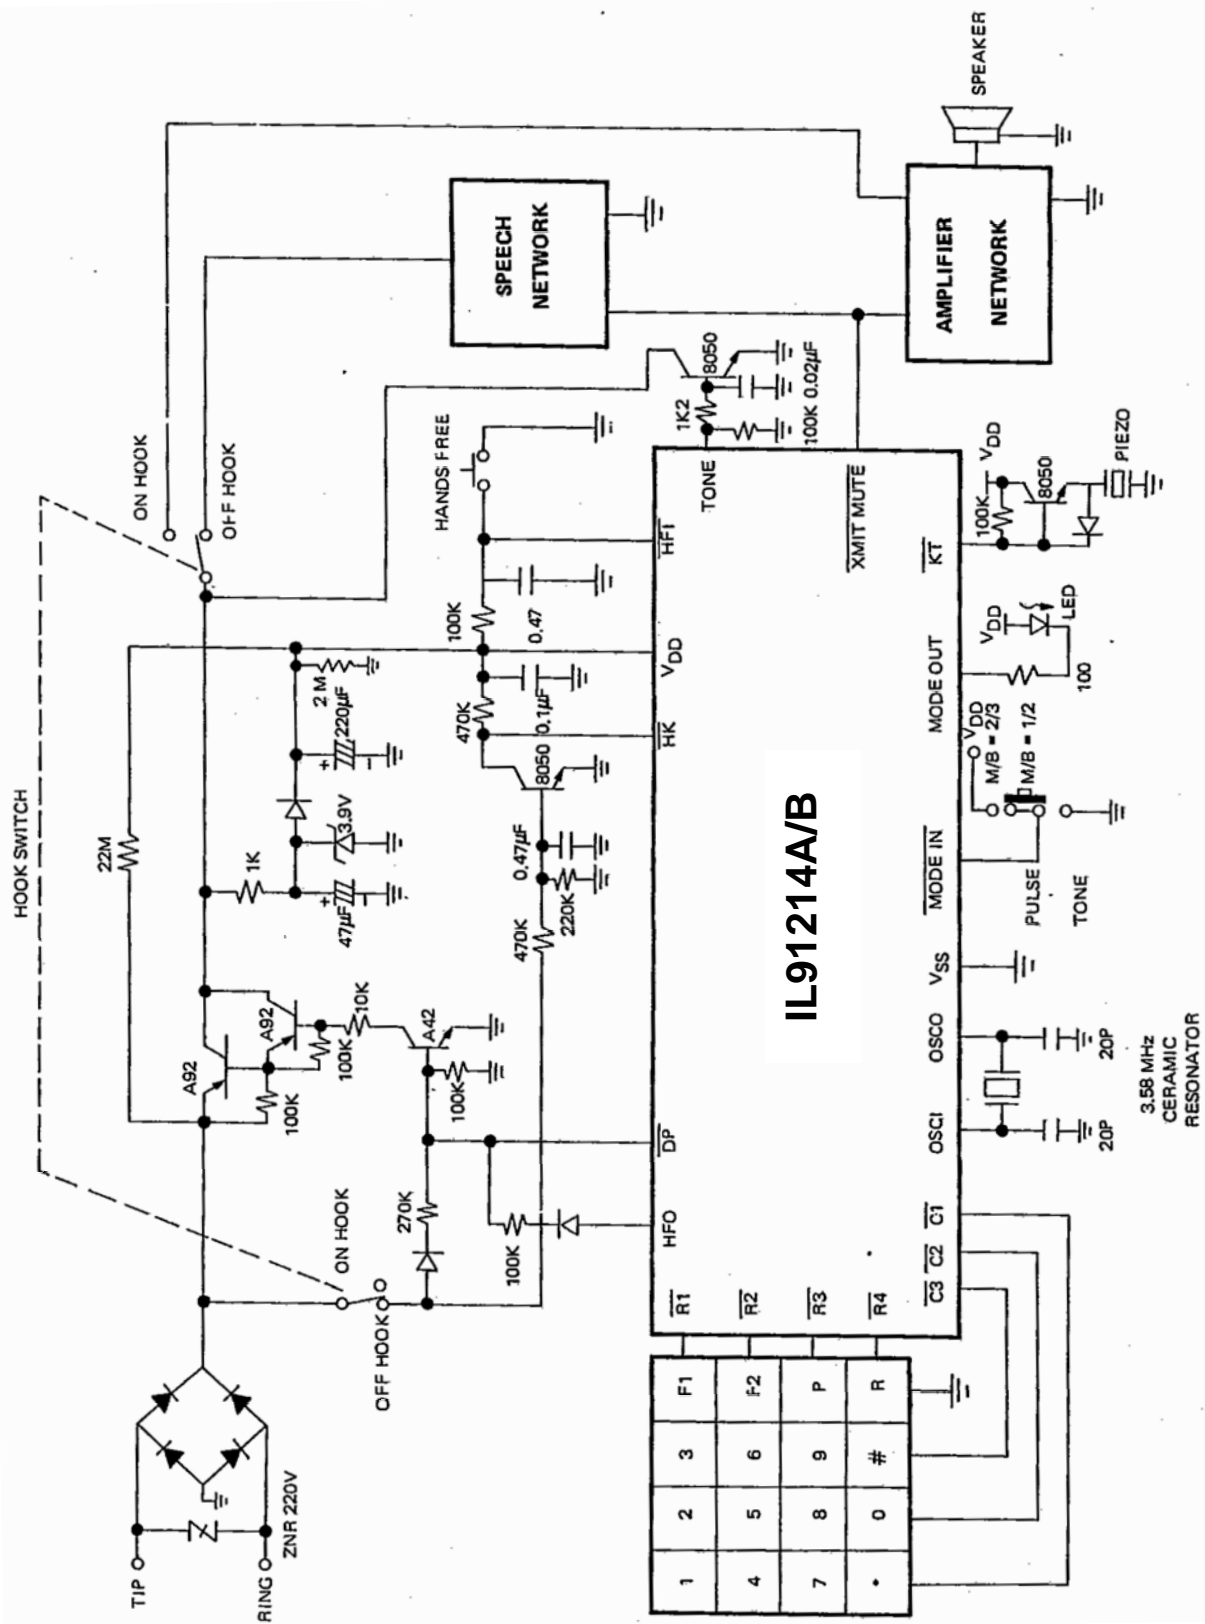 HOOK SWITCH
ON HOOK
OFF HOOK
22M
TIP
RING
ZNR 220V
A92
A92
100K
100K
10K
A42
100K
1K
47μF
+
3.9V
+
220μF
2 M
ON HOOK
OFF HOOK
270K
100K
470K
220K
0.47μF
8050
470K
0.1μF
100K
0.47
HANDS FREE
SPEECH
NETWORK
1K2
8050
100K 0.02μF
SPEAKER
AMPLIFIER
NETWORK
HFO
DP
HK
VDD
HFI
TONE
R1
R2
R3
R4
IL91214A/B
XMIT MUTE
C3
C2
C1
OSCI
OSCO
VSS
MODE IN
MODE OUT
KT
1 2 3 F1
4 5 6 F2
7 8 9 P
* 0 # R
20P
20P
3.58 MHz
CERAMIC
RESONATOR
PULSE
TONE
VDD
M/B = 2/3
M/B = 1/2
VDD
LED
100
100K
VDD
8050
PIEZO